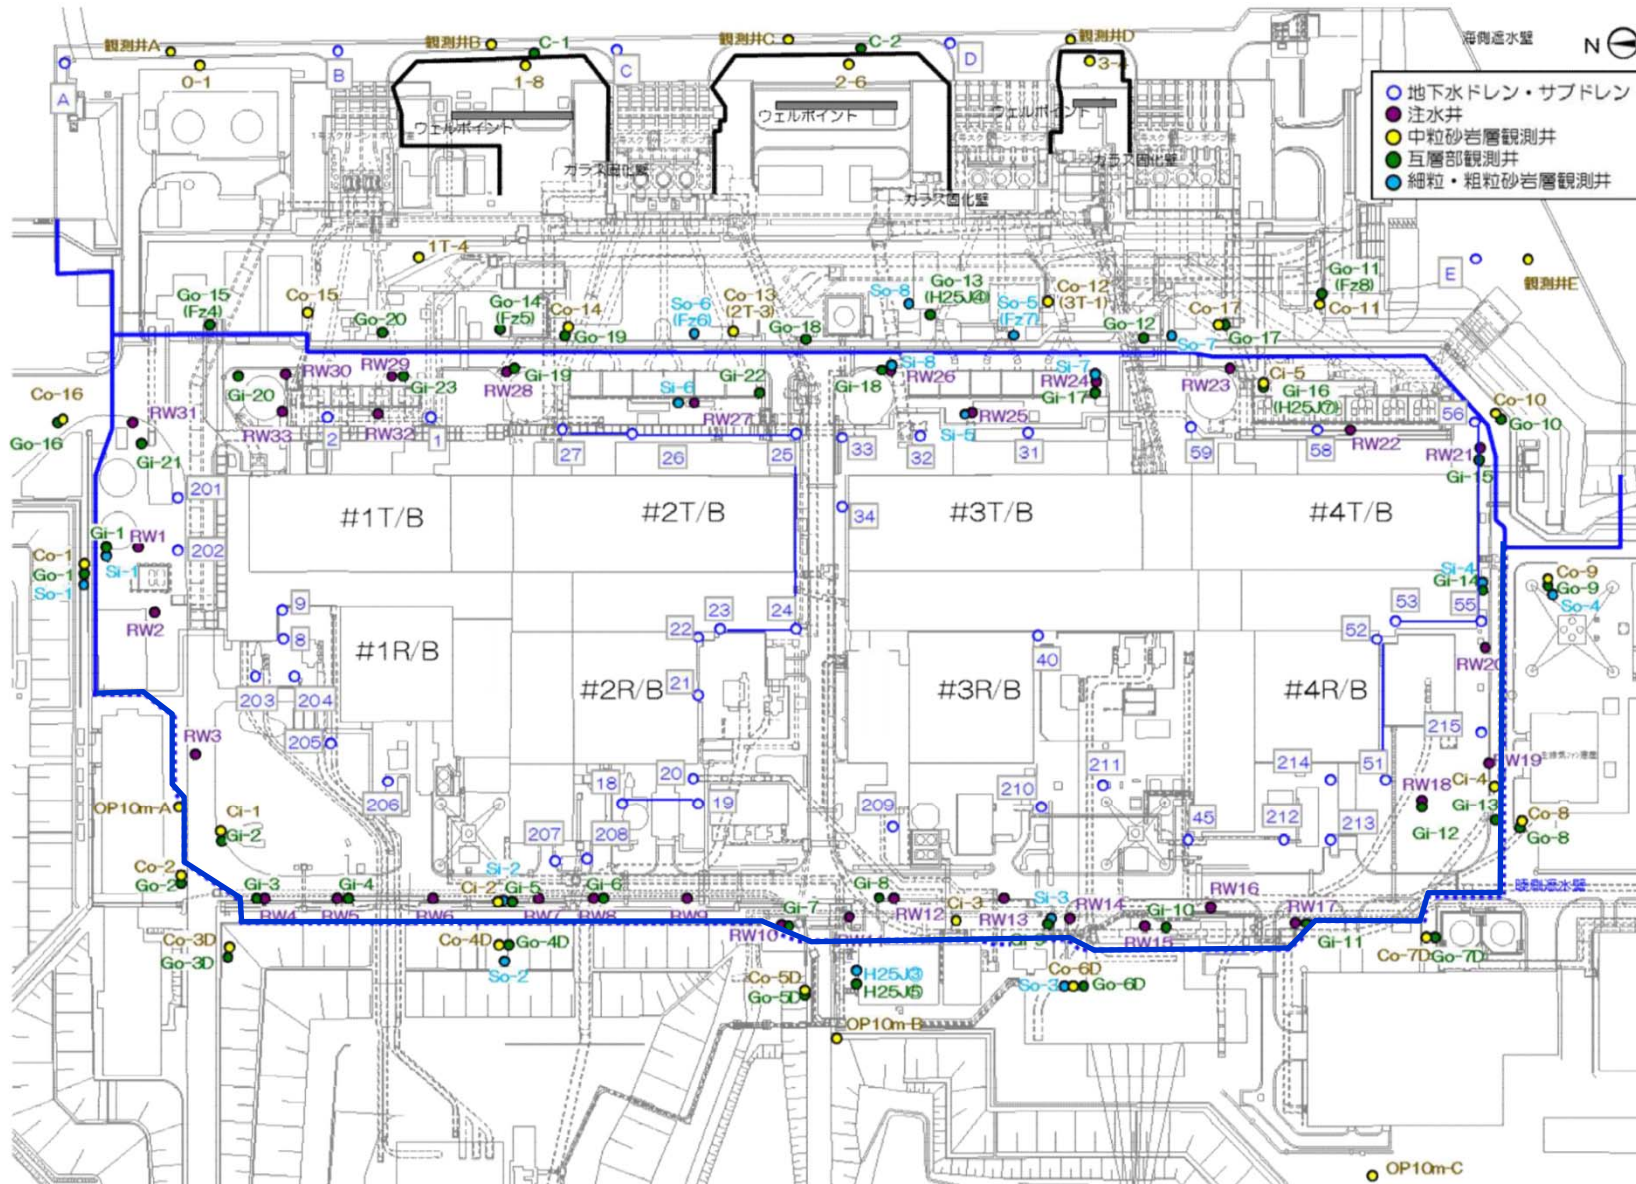 海側遮水壁
N
地下水ドレン・サブドレン
注水井
中粒砂岩層観測井
互層部観測井
細粒・粗粒砂岩層観測井
観測井A
観測井B
C-1
観測井C
C-2
観測井D
A
0-1
B
1-8
C
2-6
D
ウェルポイント
ウェルポイント
ウェルポイント
ガラス固化壁
ガラス固化壁
ガラス固化壁
1T-4
E
観測井E
Go-15
(Fz4)
Co-15
Go-20
Go-14
(Fz5)
Co-14
Go-19
So-6
(Fz6)
Co-13
(2T-3)
Go-18
So-8
Go-13
(H25J④)
So-5
(Fz7)
Co-12
(3T-1)
Go-12
So-7
Co-17
Go-17
Go-11
(Fz8)
Co-11
Co-16
Go-16
RW31
Gi-21
Gi-20
RW30
RW33
RW29
Gi-23
RW32
2
1
RW28
Gi-19
Si-6
RW27
Gi-22
Gi-18
Si-8
RW26
Si-5
RW25
Si-7
RW24
Gi-17
RW23
Ci-5
Gi-16
(H25J⑦)
RW22
56
Co-10
Go-10
RW21
Gi-15
27
26
25
33
32
31
59
58
34
201
202
#1T/B
#2T/B
#3T/B
#4T/B
Co-1
Go-1
So-1
Gi-1
RW1
Si-1
RW2
Si-4
Gi-14
Co-9
Go-9
So-4
9
8
203
204
205
206
#1R/B
#2R/B
#3R/B
#4R/B
22
23
24
21
40
52
53
55
RW20
215
RW3
OP10m-A
Ci-1
Gi-2
Co-2
Go-2
18
20
19
207
208
209
210
211
45
212
213
214
51
RW18
Gi-12
RW19
Ci-4
Gi-13
Co-8
Go-8
陸側遮水壁
Gi-3
RW4
RW5
Gi-4
RW6
Si-2
Ci-2
Gi-5
RW7
RW8
Gi-6
RW9
RW10
Gi-7
Gi-8
RW12
Ci-3
RW13
Si-3
RW14
RW15
Gi-10
RW16
RW17
Gi-11
Co-3D
Go-3D
Co-4D
Go-4D
So-2
Co-5D
Go-5D
H25J③
H25J⑤
Co-6D
So-3
Go-6D
Co-7D
Go-7D
OP10m-B
OP10m-C